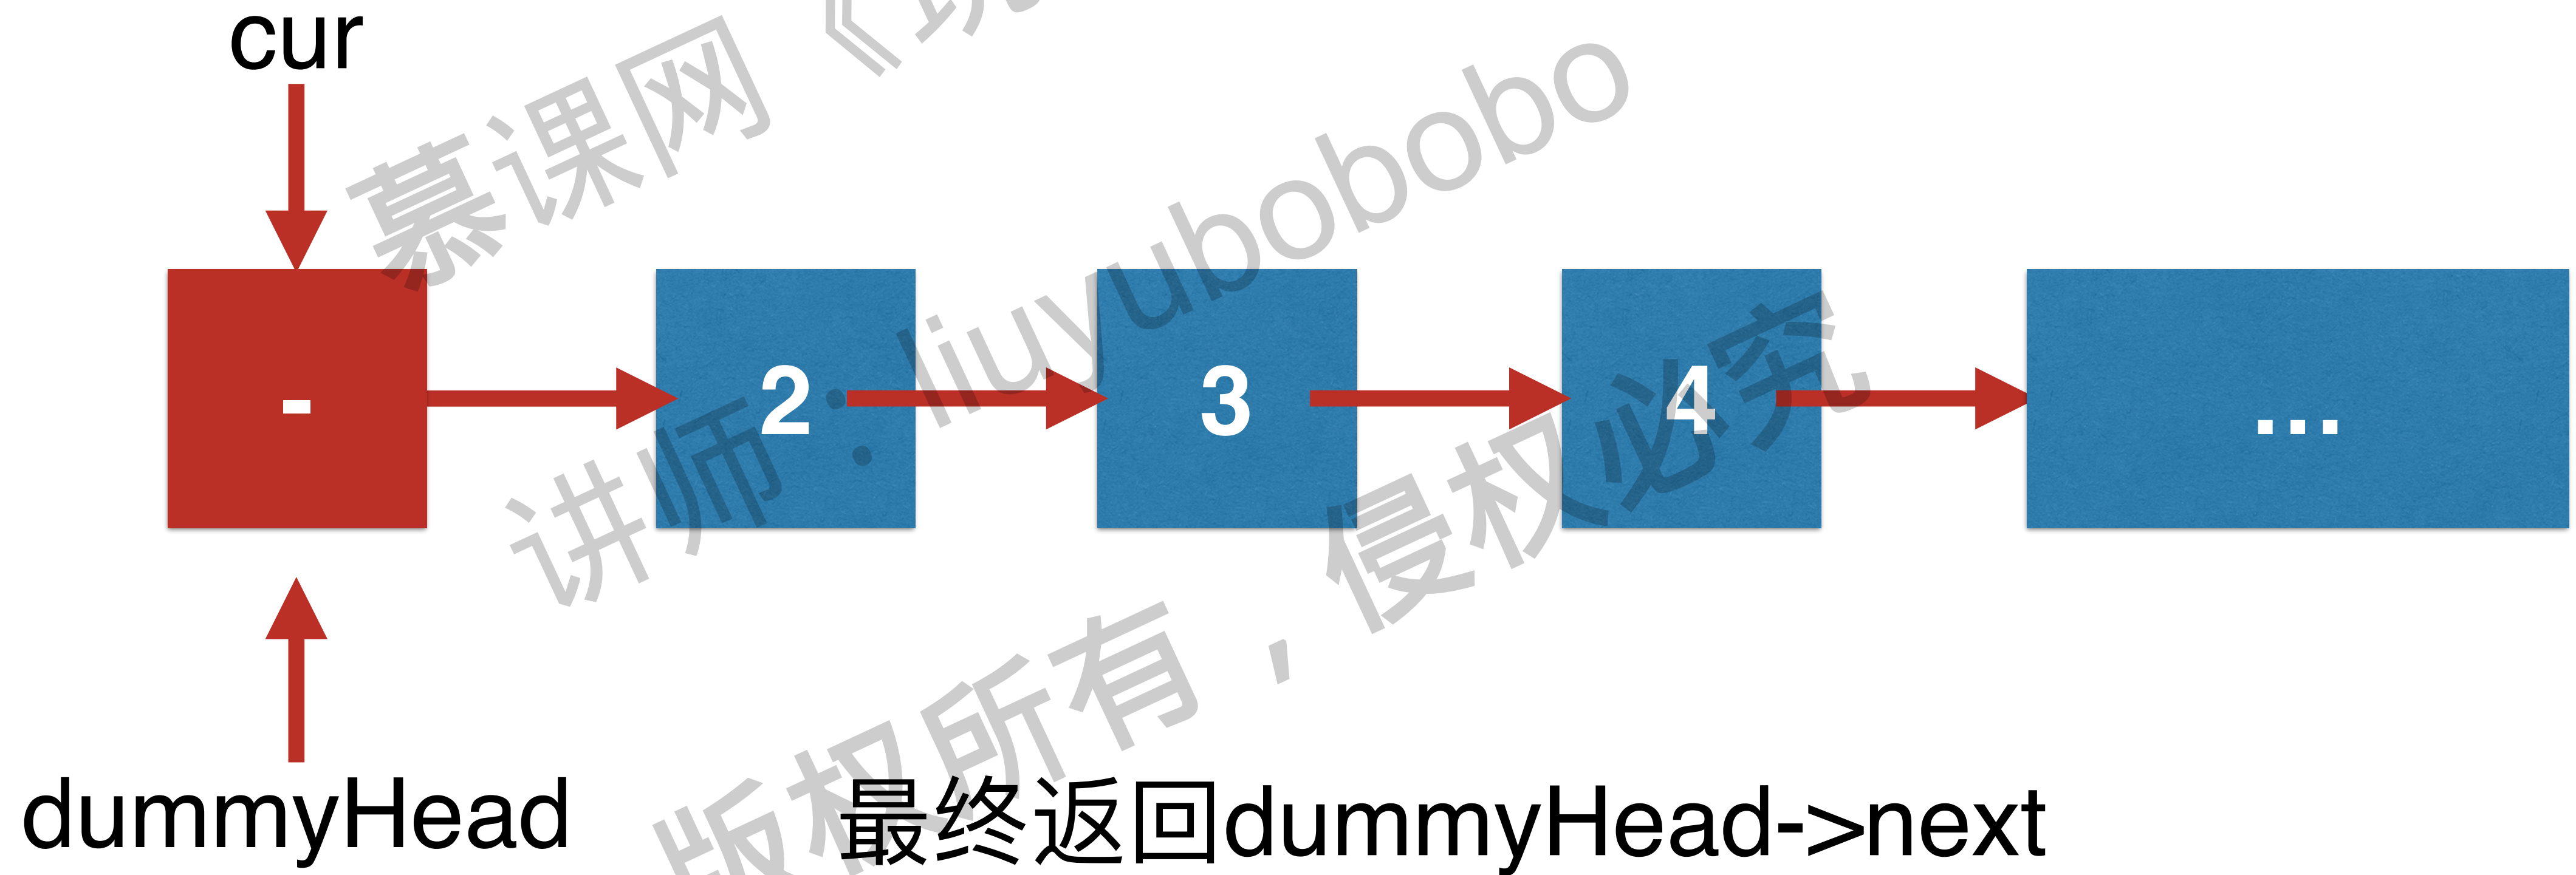 cur
慕课网《玩
讲师：liuyubobobo
- 2 3 4 ...
版权所有，侵权必究
dummyHead
最终返回dummyHead->next